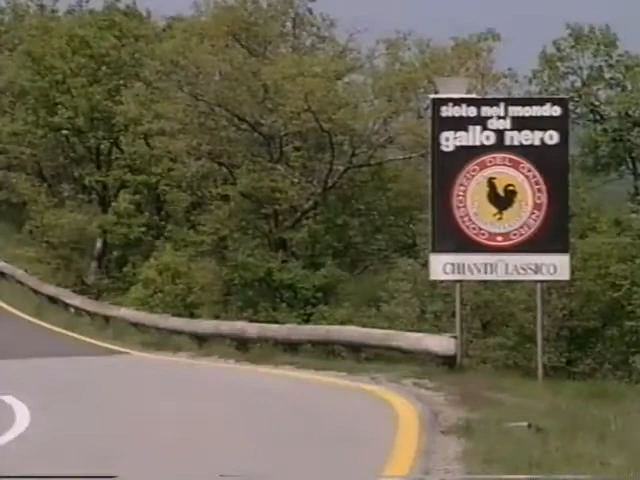 siete nel mondo
del
gallo nero
CONSORZIO DEL GALLO NERO
CHIANTI CLASSICO